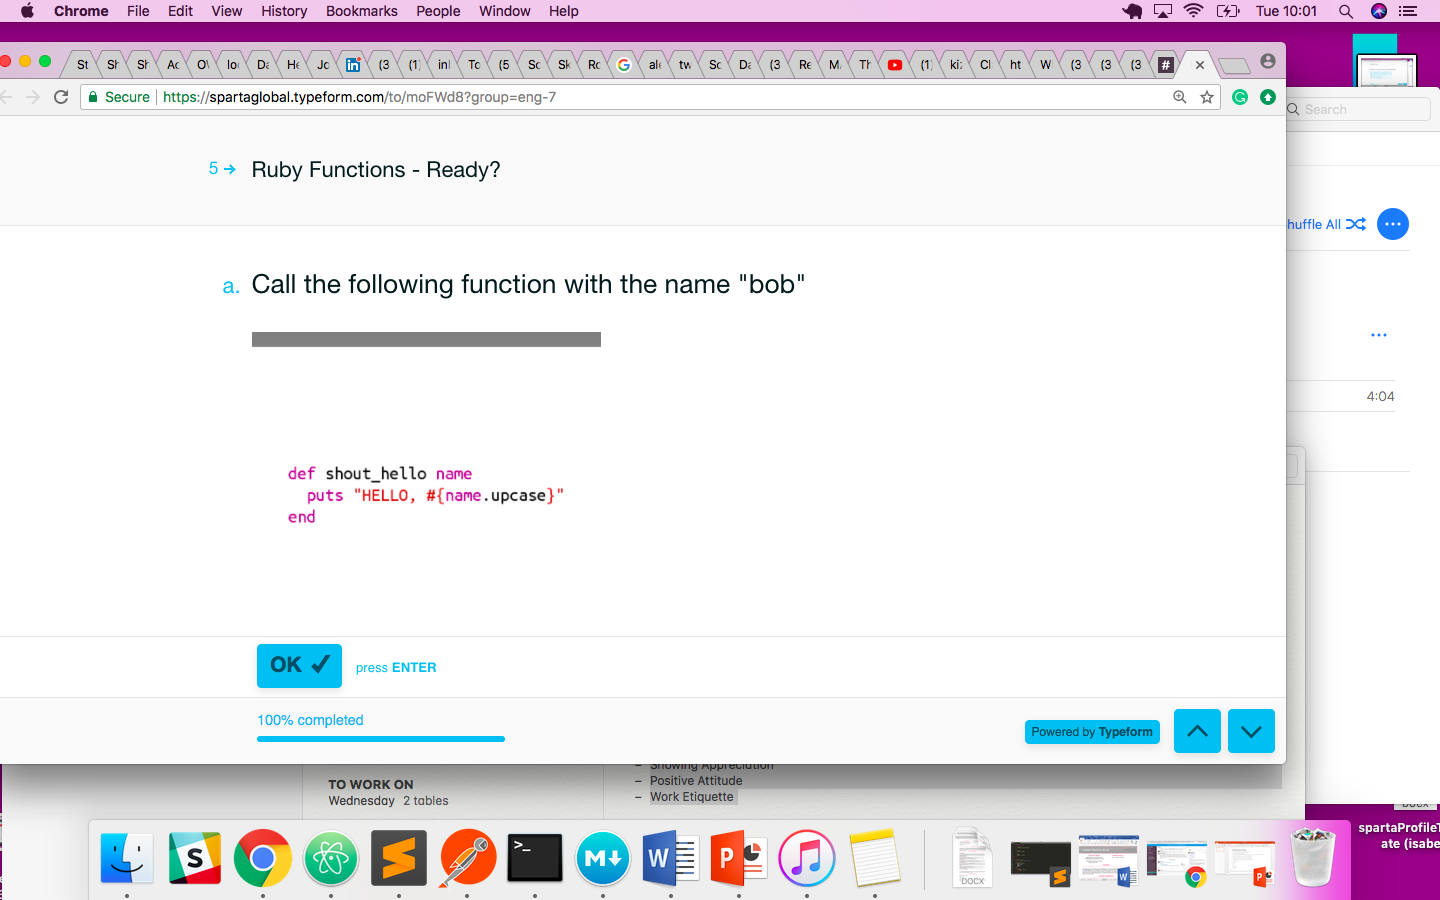 Chrome File Edit View History Bookmarks People Window Help Tue 10:01
St Sh Sh Ac O\ lo Da He Jo in (3 (1) inl To (5 Sc Sk Ro G ale tw Sc Da (3 Re M. Th (1) kiz Cl ht W (3 (3 (3 #
Secure https://spartaglobal.typeform.com/to/moFWd8?group=eng-7
Search
5 → Ruby Functions - Ready?
huffle All
a. Call the following function with the name "bob"
4:04
def shout_hello name
puts "HELLO, #{name.upcase}"
end
OK press ENTER
100% completed
Powered by Typeform
– Showing Appreciation
TO WORK ON
– Positive Attitude
Wednesday 2 tables
– Work Etiquette
DOCX
spartaProfileT
ate (isabe
S
>_
M
W
P
DOCX